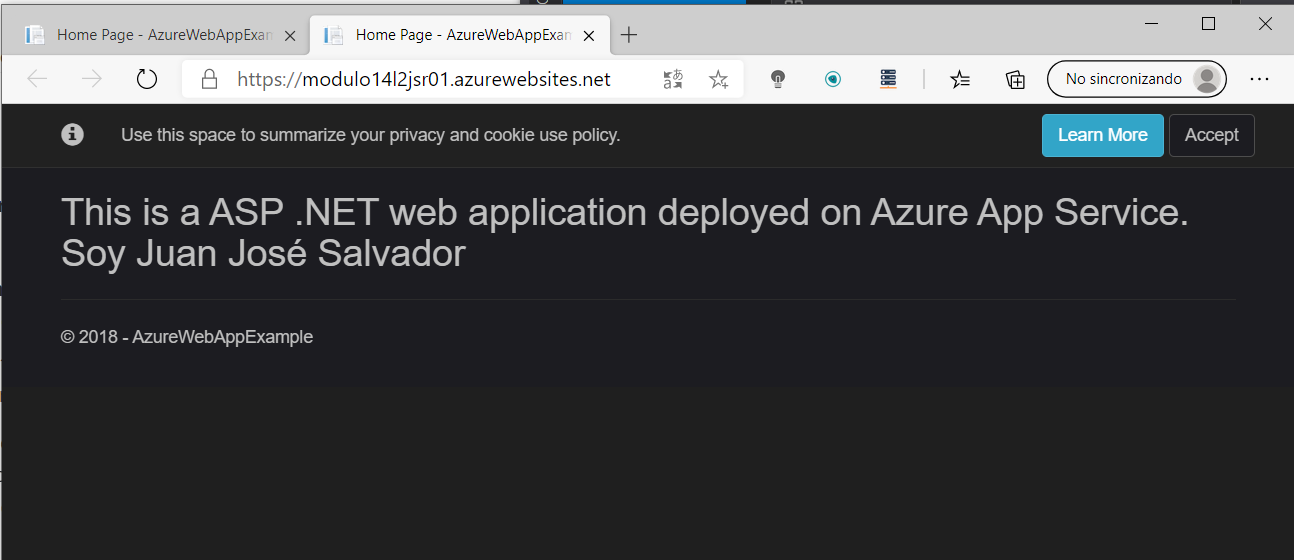 Home Page - AzureWebAppExan
Home Page - AzureWebAppExan
https://modulo14l2jsr01.azurewebsites.net
No sincronizando
Use this space to summarize your privacy and cookie use policy.
Learn More
Accept
This is a ASP .NET web application deployed on Azure App Service.
Soy Juan José Salvador
© 2018 - AzureWebAppExample